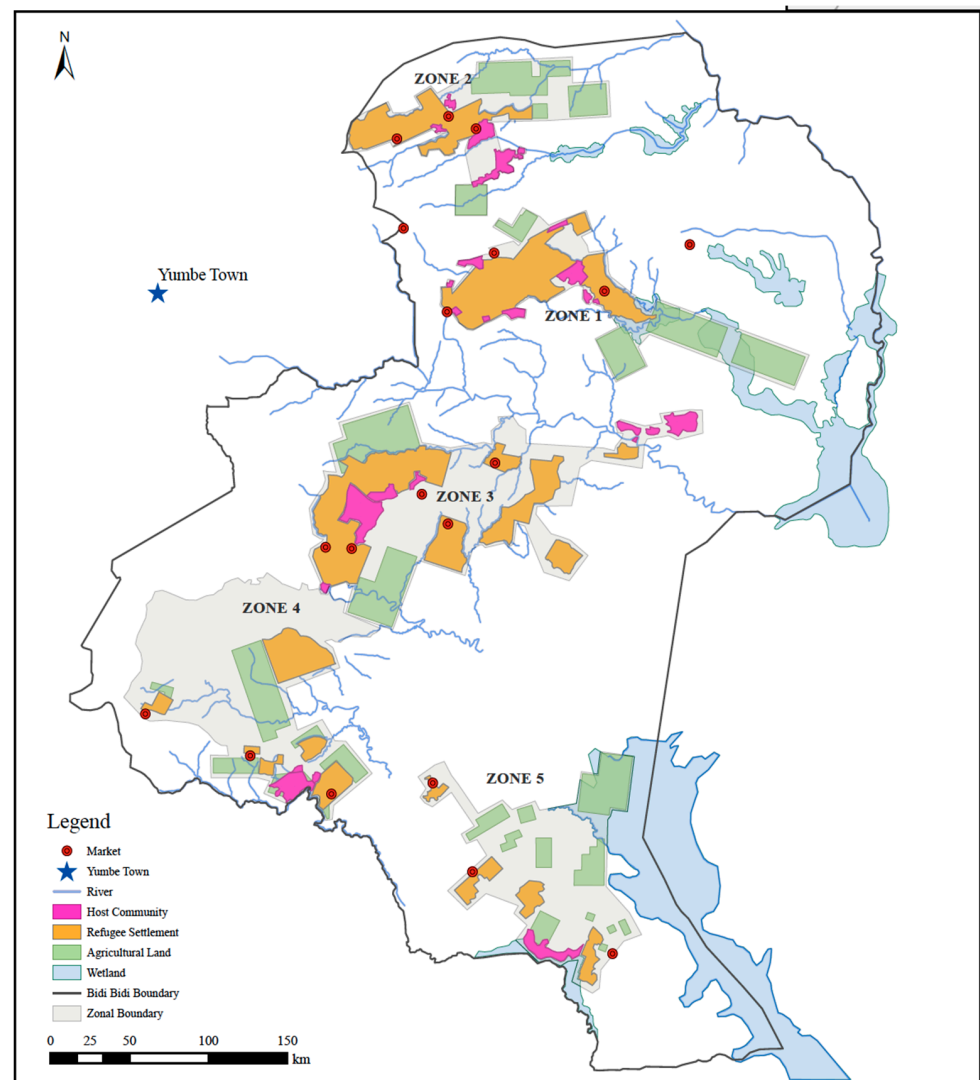 N
ZONE 2
Yumbe Town
ZONE 1
ZONE 3
ZONE 4
ZONE 5
Legend
Market
Yumbe Town
River
Host Community
Refugee Settlement
Agricultural Land
Wetland
Bidi Bidi Boundary
Zonal Boundary
0 25 50 100 150
km